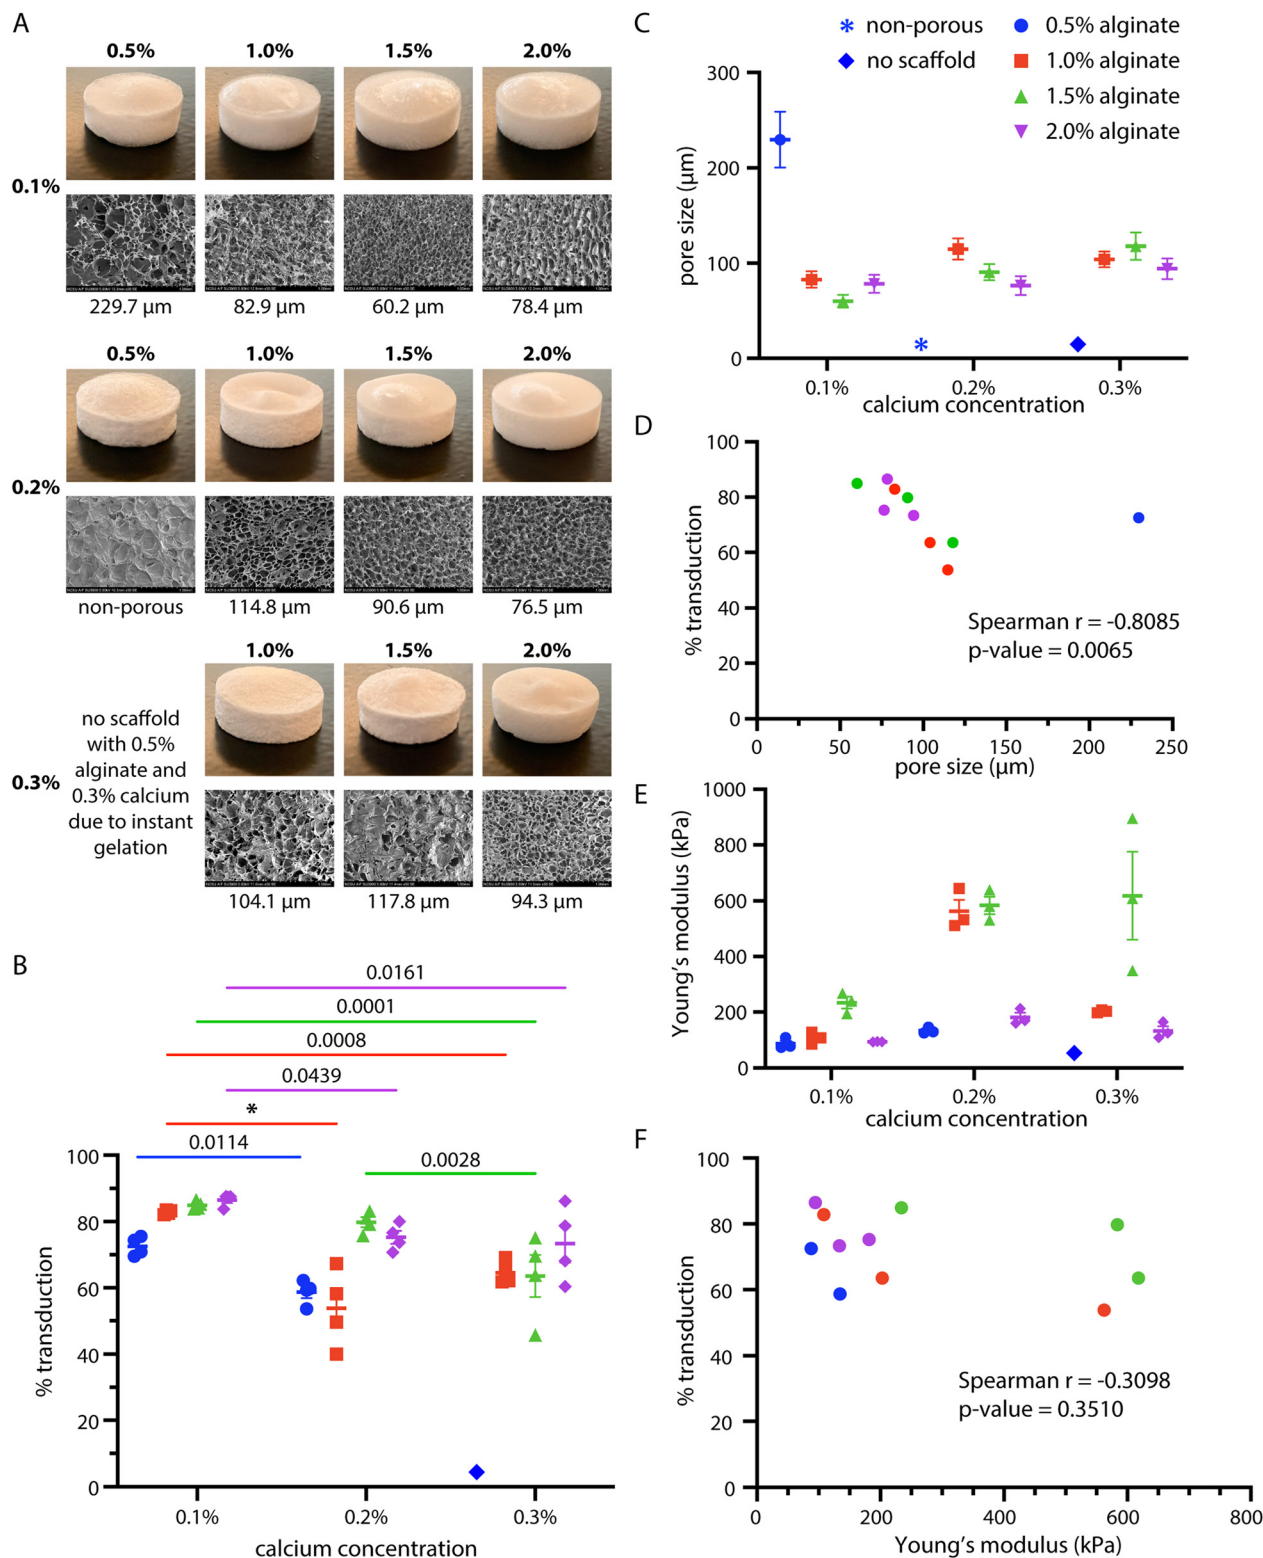 A
0.5% 1.0% 1.5% 2.0%
0.1%
229.7 µm 82.9 µm 60.2 µm 78.4 µm
0.5% 1.0% 1.5% 2.0%
0.2%
non-porous 114.8 µm 90.6 µm 76.5 µm
1.0% 1.5% 2.0%
0.3%
no scaffold
with 0.5%
alginate and
0.3% calcium
due to instant
gelation
104.1 µm 117.8 µm 94.3 µm
B
0.0161
0.0001
0.0008
0.0439
*
0.0114
0.0028
100
80
60
40
20
0
% transduction
0.1% 0.2% 0.3%
calcium concentration
C
* non-porous
no scaffold
0.5% alginate
1.0% alginate
1.5% alginate
2.0% alginate
300
200
100
0
pore size (µm)
*
0.1% 0.2% 0.3%
calcium concentration
D
100
80
60
40
20
0
% transduction
Spearman r = -0.8085
p-value = 0.0065
0 50 100 150 200 250
pore size (µm)
E
1000
800
600
400
200
0
Young's modulus (kPa)
0.1% 0.2% 0.3%
calcium concentration
F
100
80
60
40
20
0
% transduction
Spearman r = -0.3098
p-value = 0.3510
0 200 400 600 800
Young's modulus (kPa)